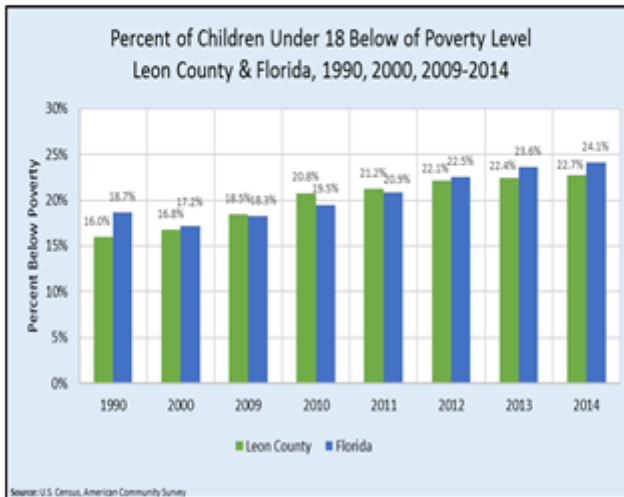 Percent of Children Under 18 Below of Poverty Level
Leon County & Florida, 1990, 2000, 2009-2014
30%
25%
20%
15%
10%
5%
0%
Percent Below Poverty
16.0% 18.7% 16.8% 17.2% 18.5% 18.3% 20.8% 19.5% 21.2% 20.9% 22.1% 22.5% 22.4% 23.6% 22.7% 24.1%
1990 2000 2009 2010 2011 2012 2013 2014
Leon County Florida
Source: U.S. Census, American Community Survey